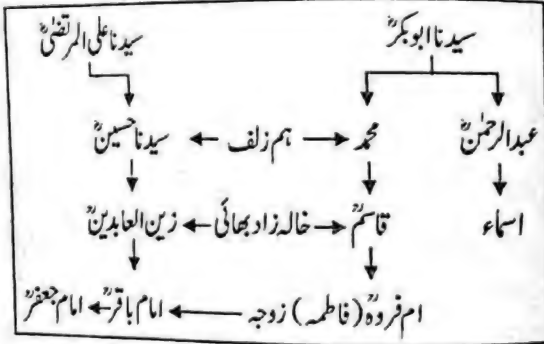 سیدنا ابوبکرؓ سیدنا علی المرتضیٰؓ
عبدالرحمٰنؓ محمد ہم زلف سیدنا حسینؓ
اسماء قاسمؒ خالہ زاد بھائی زین العابدینؒ
ام فروہؒ (فاطمہ) زوجہ امام باقرؒ امام جعفرؒ